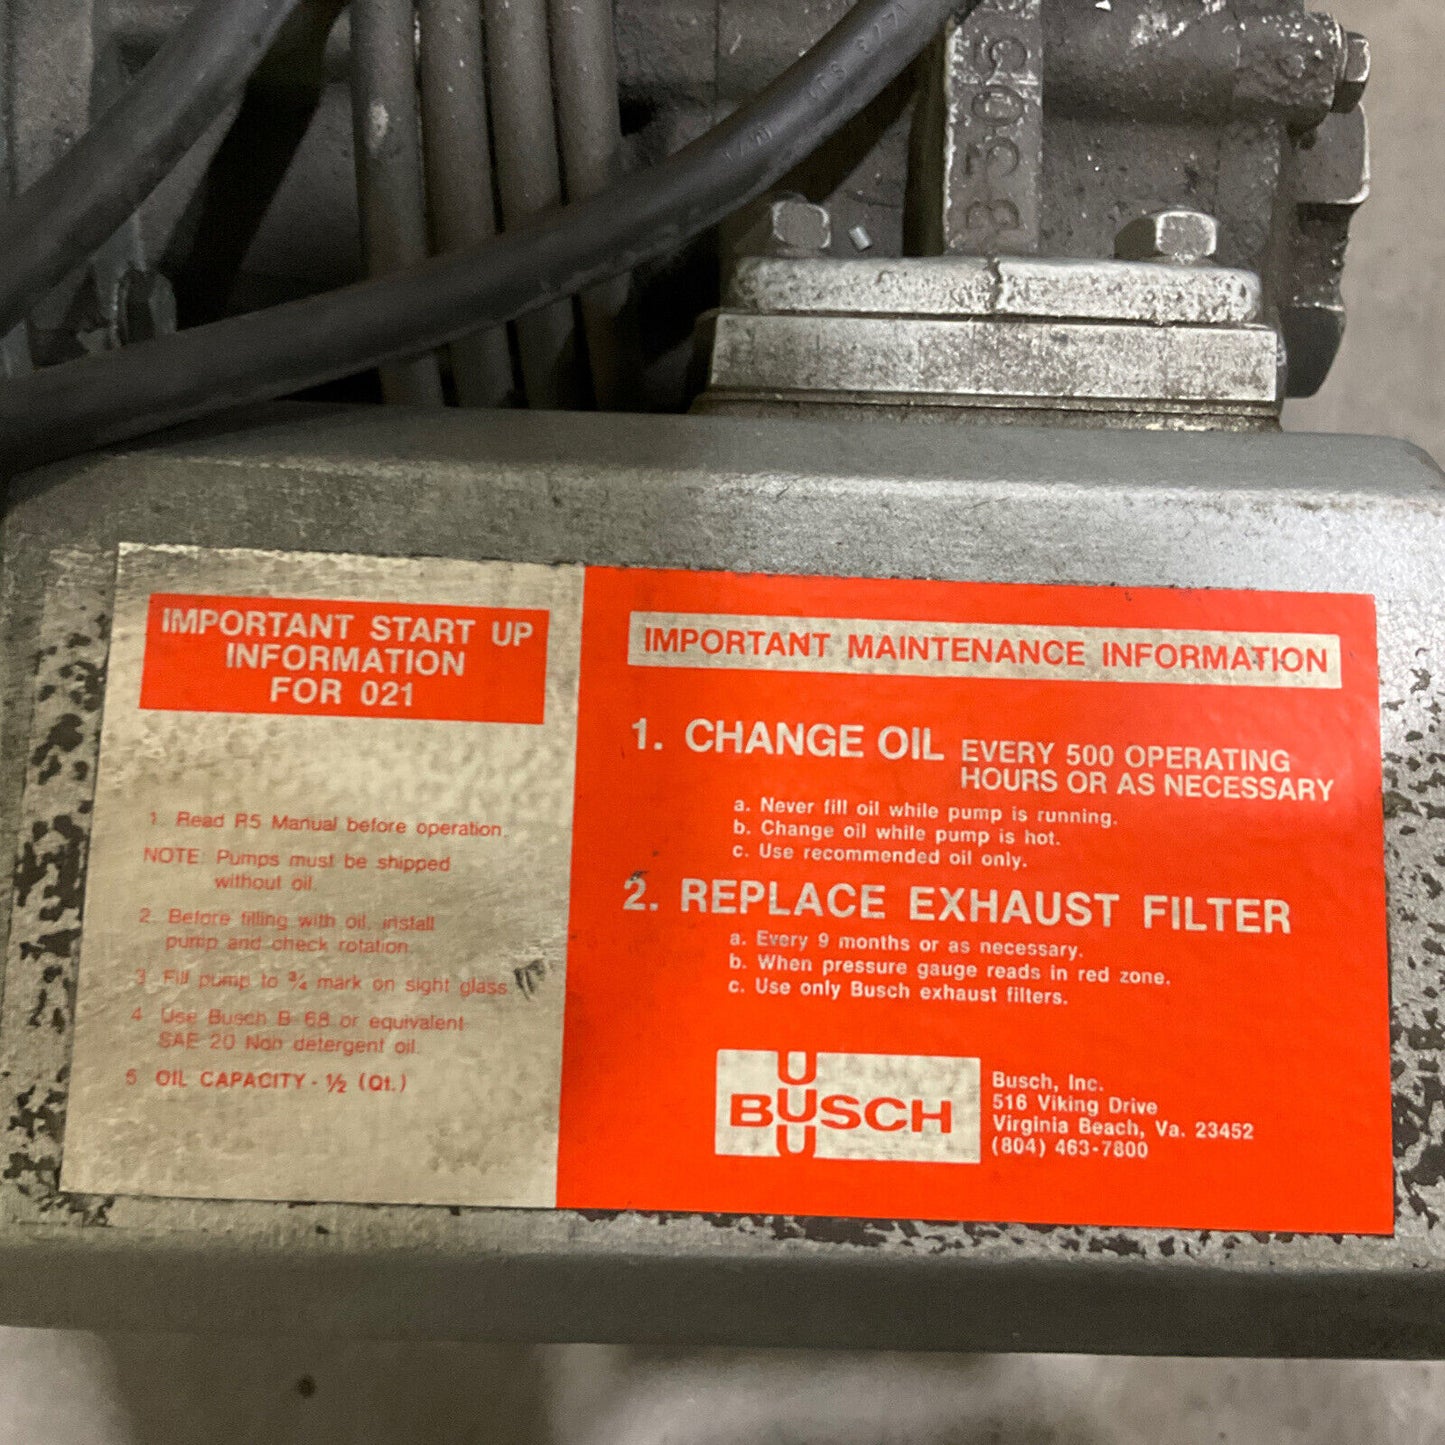 B305
IMPORTANT START UP
INFORMATION
FOR 021
1. Read R5 Manual before operation.
NOTE: Pumps must be shipped
without oil.
2. Before filling with oil, install
pump and check rotation.
3. Fill pump to ¾ mark on sight glass.
4. Use Busch B-68 or equivalent
SAE 20 Non detergent oil.
5. OIL CAPACITY - ½ (Qt.)
IMPORTANT MAINTENANCE INFORMATION
1. CHANGE OIL EVERY 500 OPERATING
HOURS OR AS NECESSARY
a. Never fill oil while pump is running.
b. Change oil while pump is hot.
c. Use recommended oil only.
2. REPLACE EXHAUST FILTER
a. Every 9 months or as necessary.
b. When pressure gauge reads in red zone.
c. Use only Busch exhaust filters.
BUSCH
Busch, Inc.
516 Viking Drive
Virginia Beach, Va. 23452
(804) 463-7800